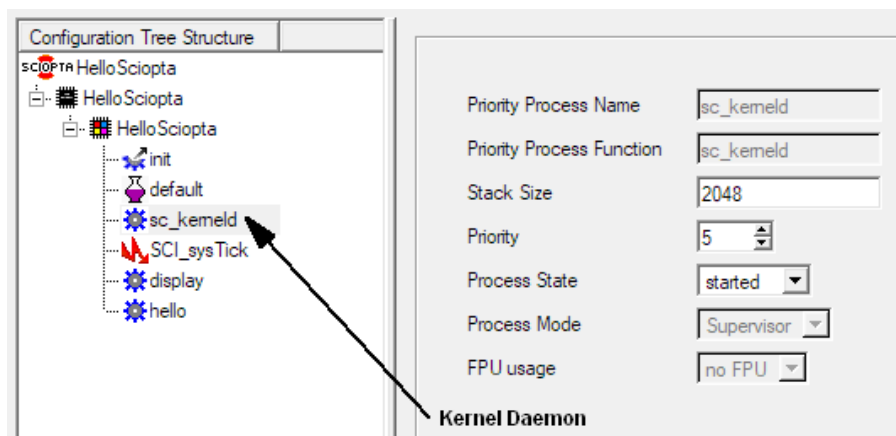 Configuration Tree Structure
SCIOPTA HelloSciopta
HelloSciopta
HelloSciopta
init
default
sc_kerneld
SCI_sysTick
display
hello
Priority Process Name sc_kerneld
Priority Process Function sc_kerneld
Stack Size 2048
Priority 5
Process State started
Process Mode Supervisor
FPU usage no FPU
Kernel Daemon